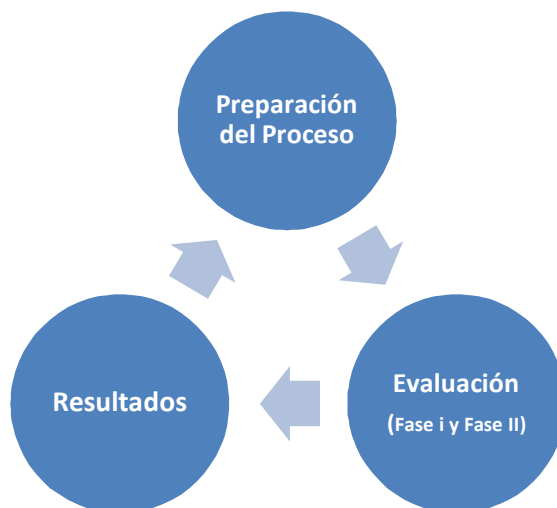 Preparación
del Proceso
Evaluación
(Fase i y Fase II)
Resultados